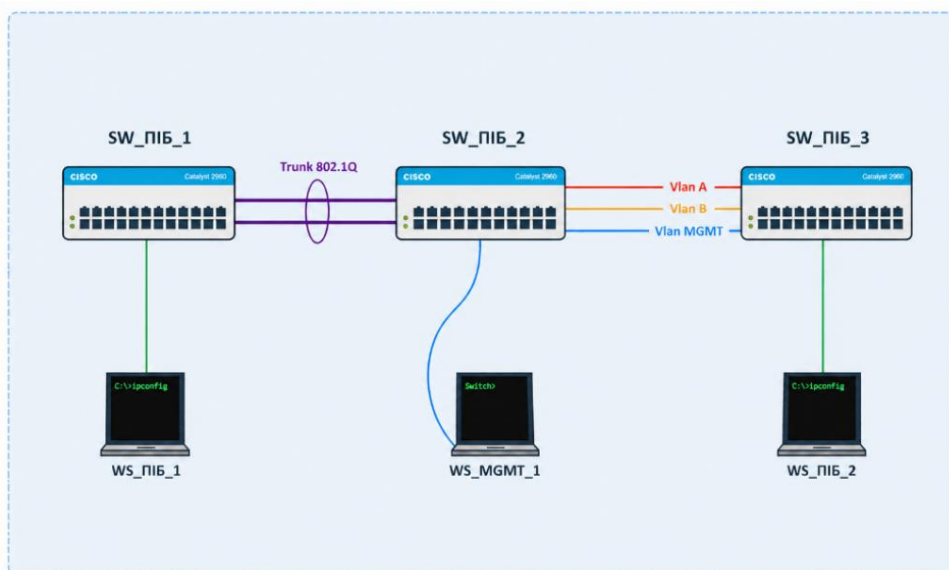 SW_ПІБ_1
SW_ПІБ_2
SW_ПІБ_3
Trunk 802.1Q
CISCO Catalyst 2960
CISCO Catalyst 2960
CISCO Catalyst 2960
Vlan A
Vlan B
Vlan MGMT
C:\>ipconfig
Switch>
C:\>ipconfig
WS_ПІБ_1
WS_MGMT_1
WS_ПІБ_2